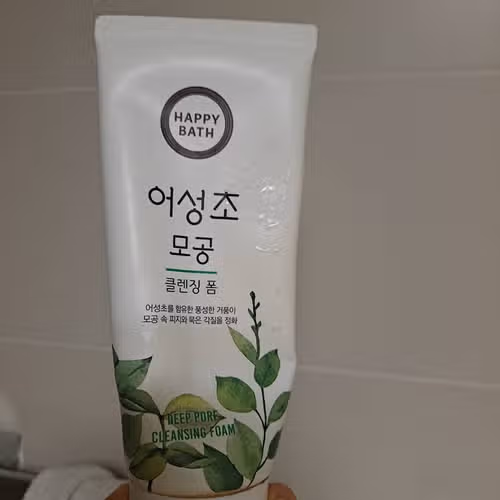 HAPPY
BATH
어성초
모공
클렌징 폼
어성초를 함유한 풍성한 거품이
모공 속 피지와 묵은 각질을 정화
DEEP PORE
CLEANSING FOAM